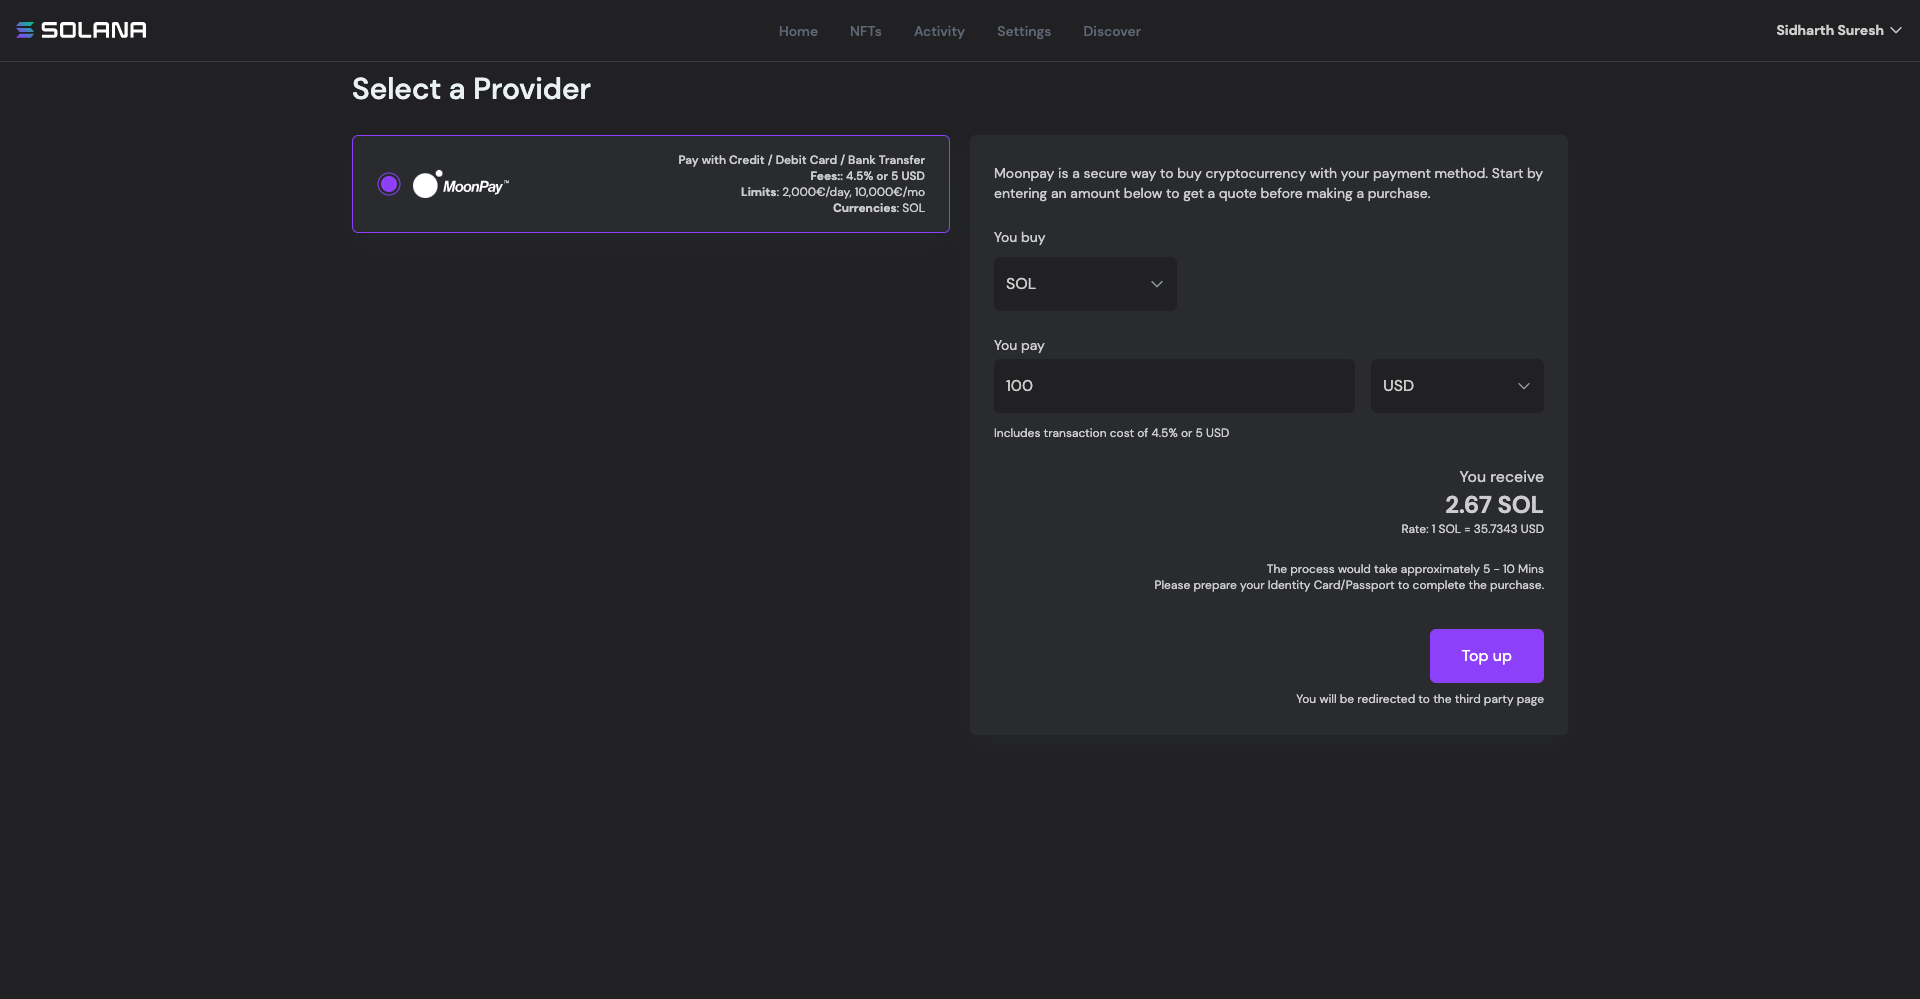 SOLANA
Home
NFTs
Activity
Settings
Discover
Sidharth Suresh
Select a Provider
MoonPay™
Pay with Credit / Debit Card / Bank Transfer
Fees:: 4.5% or 5 USD
Limits: 2,000€/day, 10,000€/mo
Currencies: SOL
Moonpay is a secure way to buy cryptocurrency with your payment method. Start by
entering an amount below to get a quote before making a purchase.
You buy
SOL
You pay
100
USD
Includes transaction cost of 4.5% or 5 USD
You receive
2.67 SOL
Rate: 1 SOL = 35.7343 USD
The process would take approximately 5 - 10 Mins
Please prepare your Identity Card/Passport to complete the purchase.
Top up
You will be redirected to the third party page